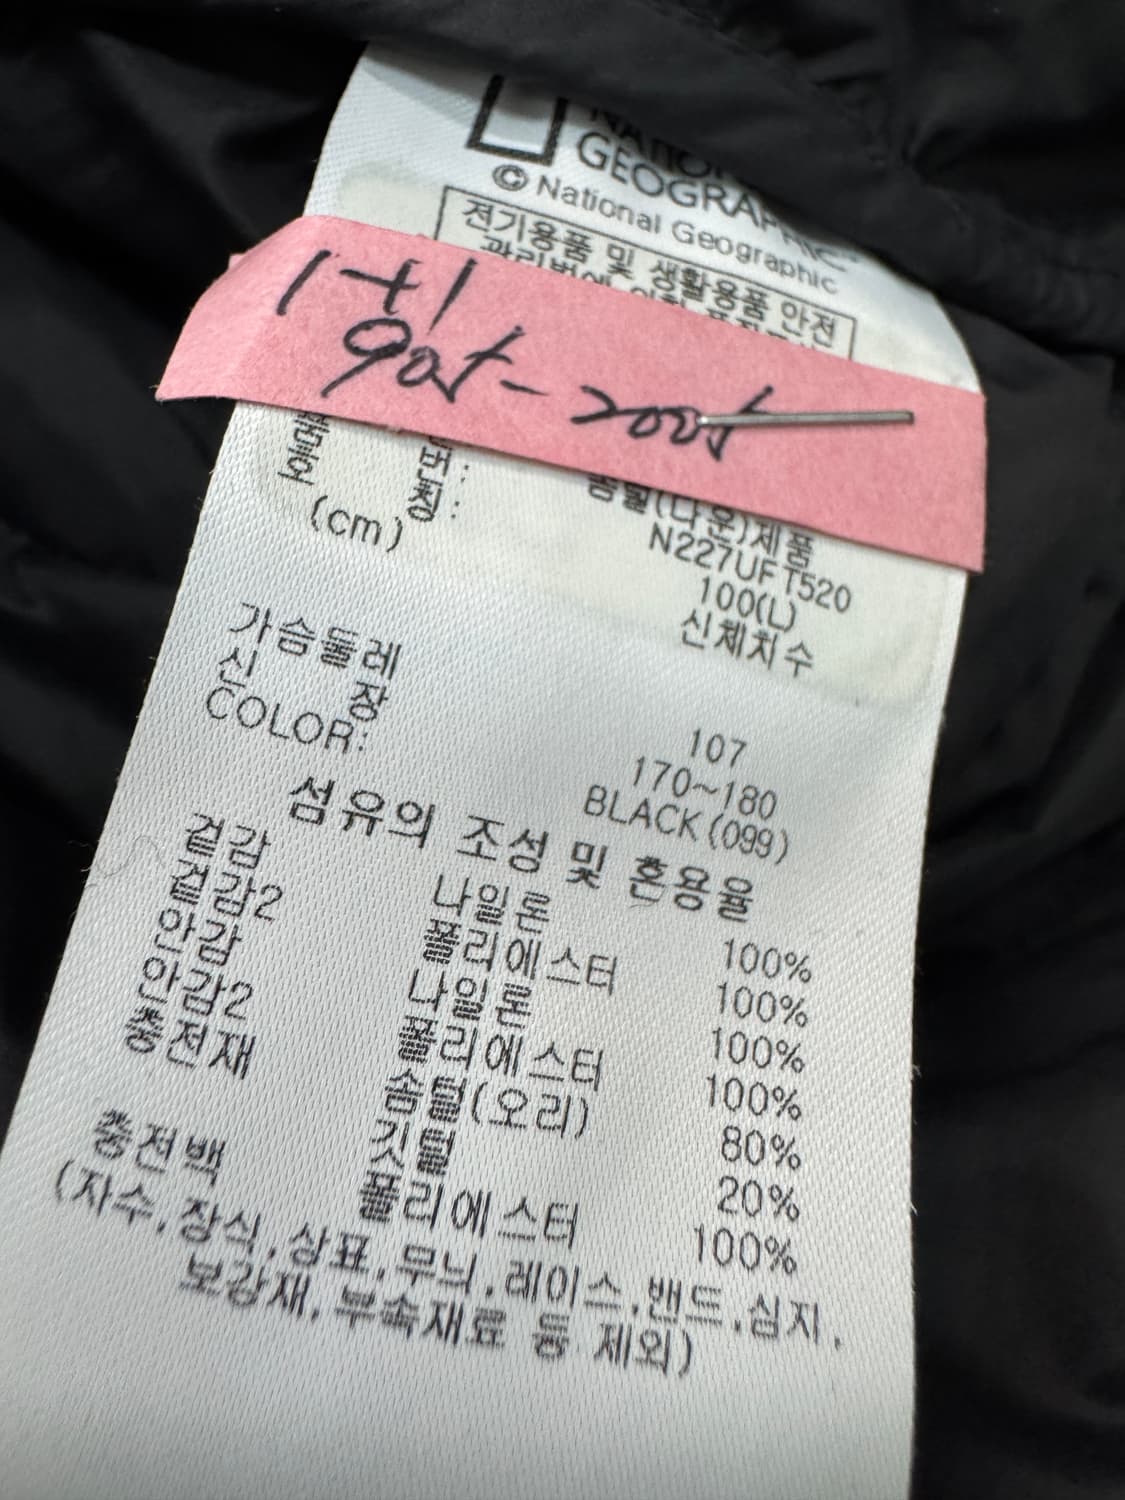 GEOGRAPHIC
© National Geographic
전기용품 및 생활용품 안전
1+1
(cm)
(다운)제품
N227UFT520
100(L)
신체치수
가슴둘레 107
신장 170~180
COLOR: BLACK(099)
섬유의 조성 및 혼용율
겉감 나일론 100%
겉감2 폴리에스터 100%
안감 나일론 100%
안감2 폴리에스터 100%
충전재 솜털(오리) 80%
깃털 20%
충전백 폴리에스터 100%
(자수,장식,상표,무늬,레이스,밴드,심지,
보강재,부속재료 등 제외)